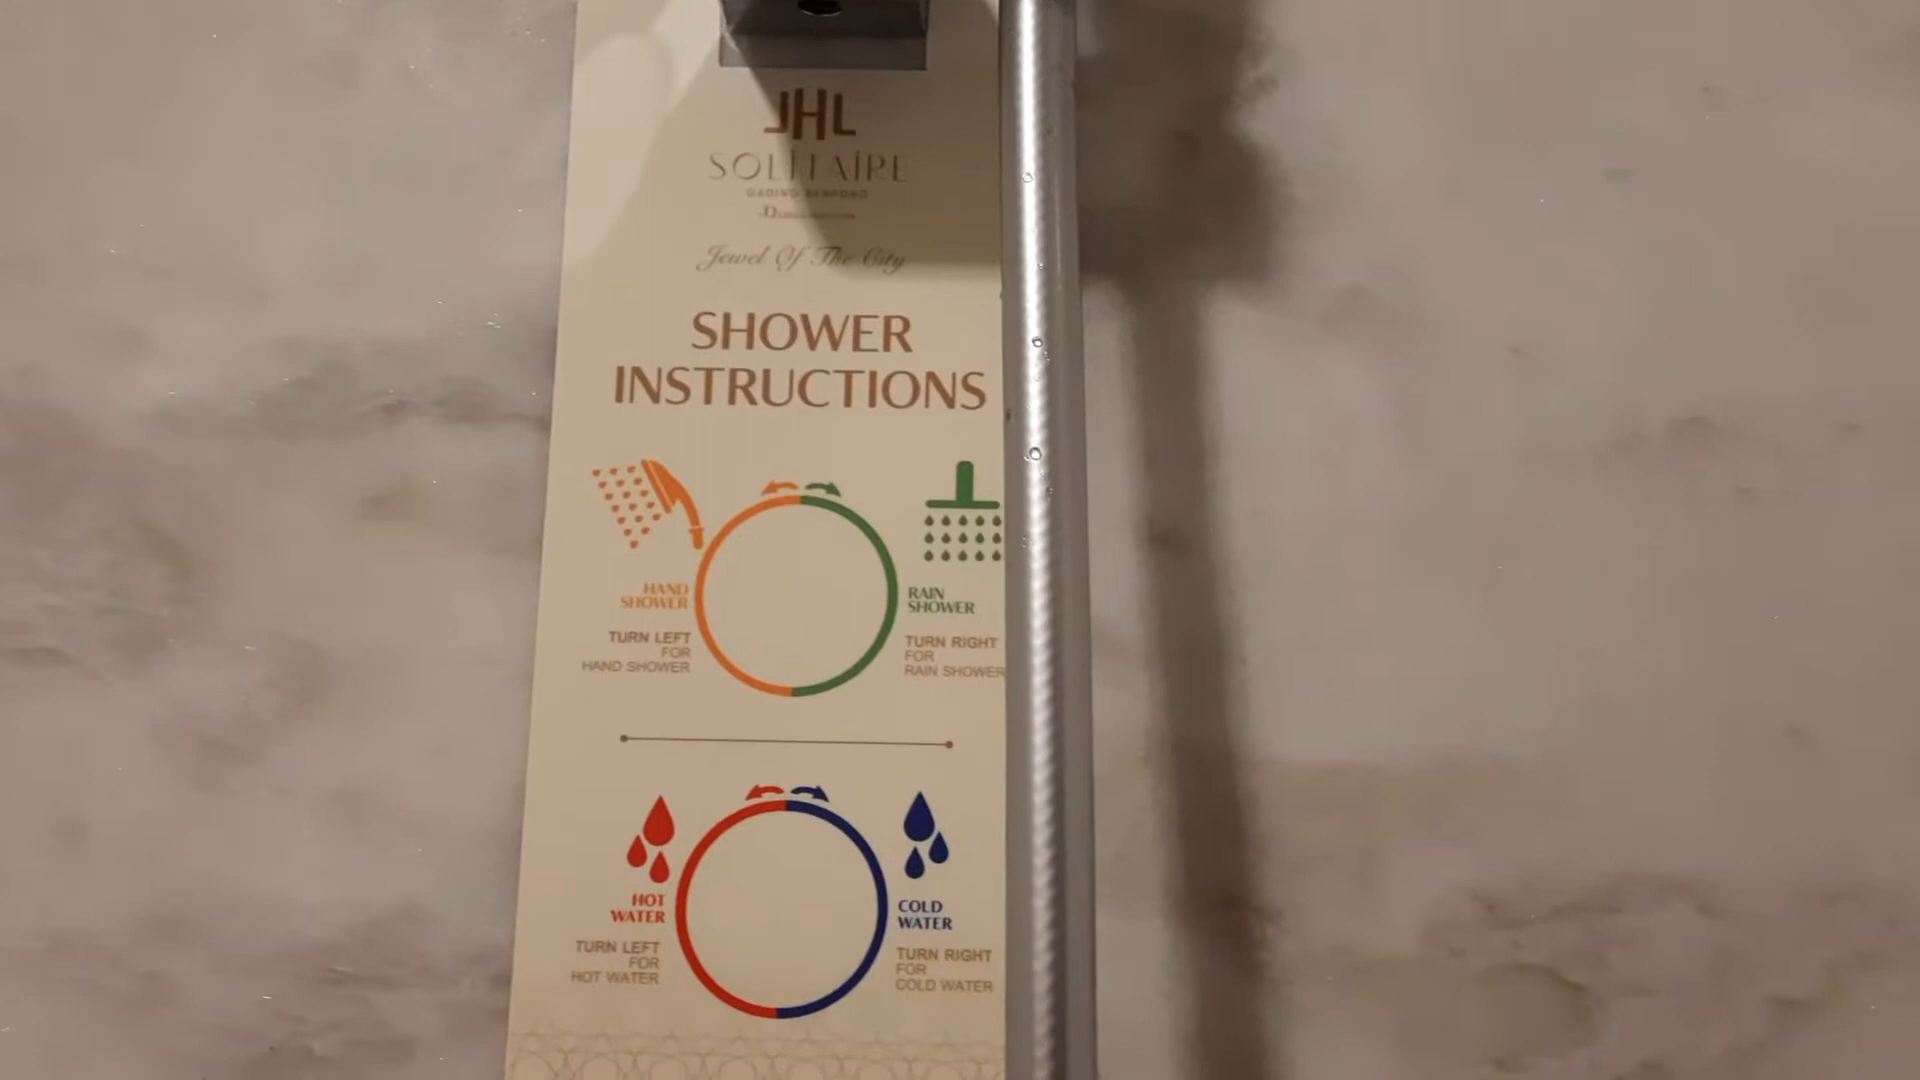 JHL
SOLITAIRE
GADING SERPONG
Jewel Of The City
SHOWER
INSTRUCTIONS
HAND
SHOWER
TURN LEFT
FOR
HAND SHOWER
RAIN
SHOWER
TURN RIGHT
FOR
RAIN SHOWER
HOT
WATER
TURN LEFT
FOR
HOT WATER
COLD
WATER
TURN RIGHT
FOR
COLD WATER